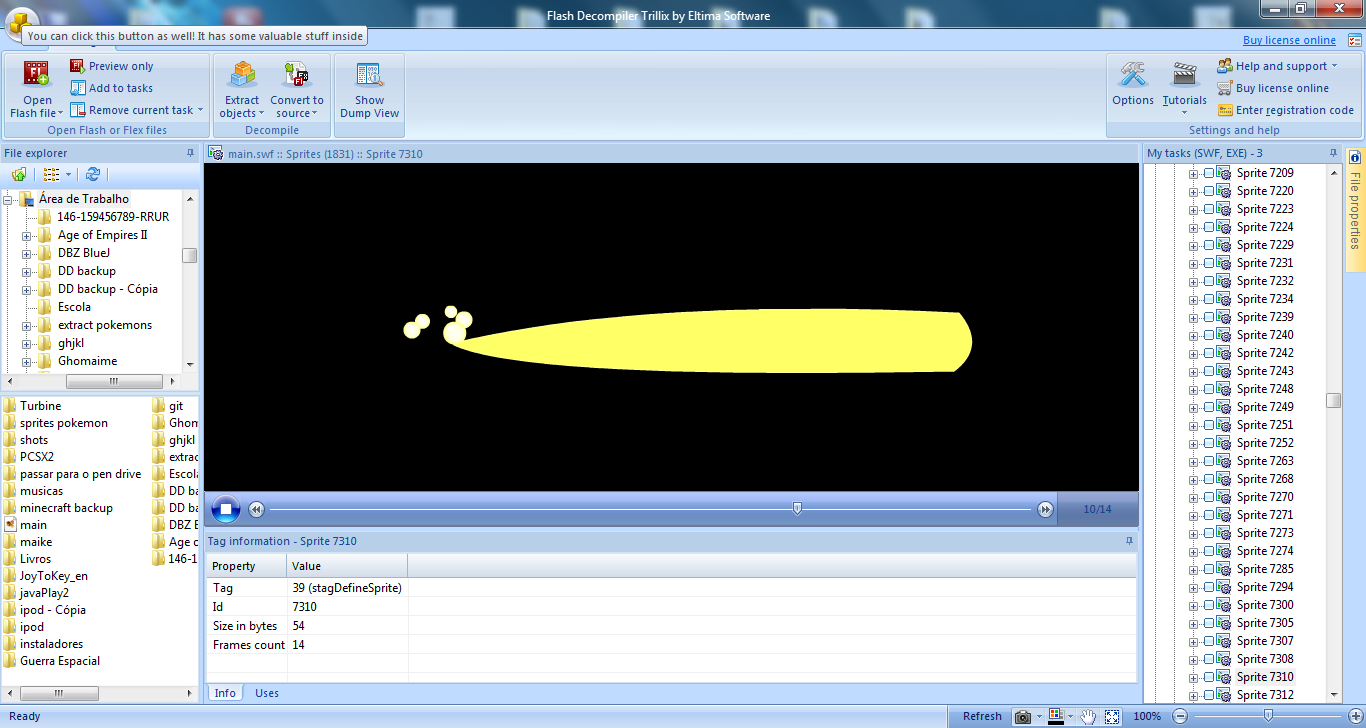 Flash Decompiler Trillix by Eltima Software
You can click this button as well! It has some valuable stuff inside
Buy license online
Open
Flash file
Preview only
Add to tasks
Remove current task
Open Flash or Flex files
Extract
objects
Convert to
source
Decompile
Show
Dump View
Options
Tutorials
Help and support
Buy license online
Enter registration code
Settings and help
File explorer
Área de Trabalho
146-159456789-RRUR
Age of Empires II
DBZ BlueJ
DD backup
DD backup - Cópia
Escola
extract pokemons
ghjkl
Ghomaime
Turbine
sprites pokemon
shots
PCSX2
passar para o pen drive
musicas
minecraft backup
main
maike
Livros
JoyToKey_en
javaPlay2
ipod - Cópia
ipod
instaladores
Guerra Espacial
git
Ghom
ghjkl
extrac
Escola
DD ba
DD ba
DBZ B
Age o
146-1
main.swf :: Sprites (1831) :: Sprite 7310
10/14
Tag information - Sprite 7310
Property Value
Tag 39 (stagDefineSprite)
Id 7310
Size in bytes 54
Frames count 14
Info Uses
My tasks (SWF, EXE) - 3
Sprite 7209
Sprite 7220
Sprite 7223
Sprite 7224
Sprite 7229
Sprite 7231
Sprite 7232
Sprite 7234
Sprite 7239
Sprite 7240
Sprite 7242
Sprite 7243
Sprite 7248
Sprite 7249
Sprite 7251
Sprite 7252
Sprite 7263
Sprite 7268
Sprite 7270
Sprite 7271
Sprite 7273
Sprite 7274
Sprite 7285
Sprite 7294
Sprite 7300
Sprite 7305
Sprite 7307
Sprite 7308
Sprite 7310
Sprite 7312
File properties
Ready
Refresh
100%